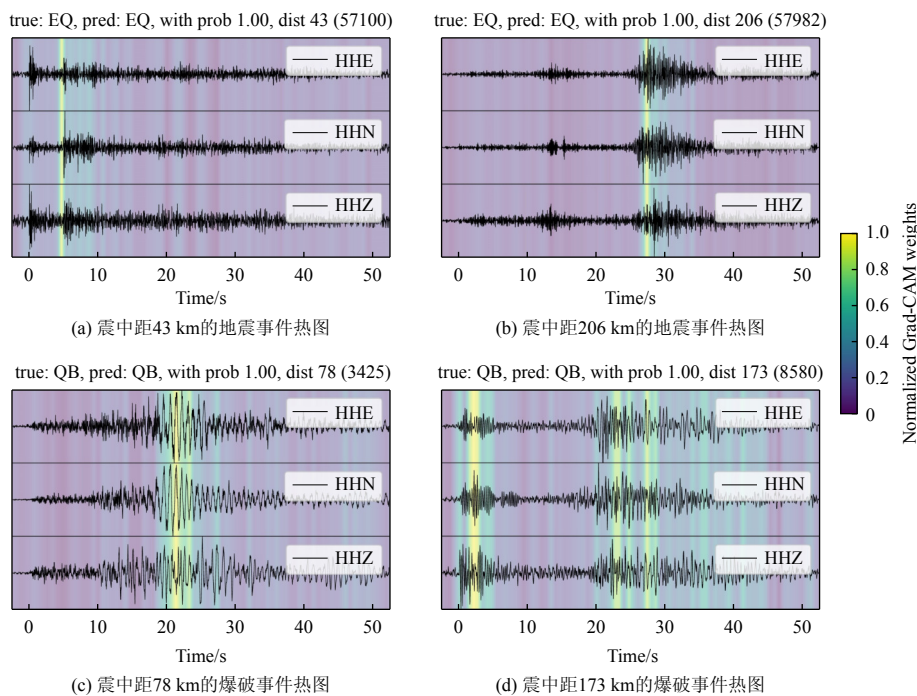 true: EQ, pred: EQ, with prob 1.00, dist 43 (57100)
HHE
HHN
HHZ
0 10 20 30 40 50
Time/s
(a) 震中距43 km的地震事件热图
true: EQ, pred: EQ, with prob 1.00, dist 206 (57982)
HHE
HHN
HHZ
0 10 20 30 40 50
Time/s
(b) 震中距206 km的地震事件热图
true: QB, pred: QB, with prob 1.00, dist 78 (3425)
HHE
HHN
HHZ
0 10 20 30 40 50
Time/s
(c) 震中距78 km的爆破事件热图
true: QB, pred: QB, with prob 1.00, dist 173 (8580)
HHE
HHN
HHZ
0 10 20 30 40 50
Time/s
(d) 震中距173 km的爆破事件热图
1.0
0.8
0.6
0.4
0.2
0
Normalized Grad-CAM weights